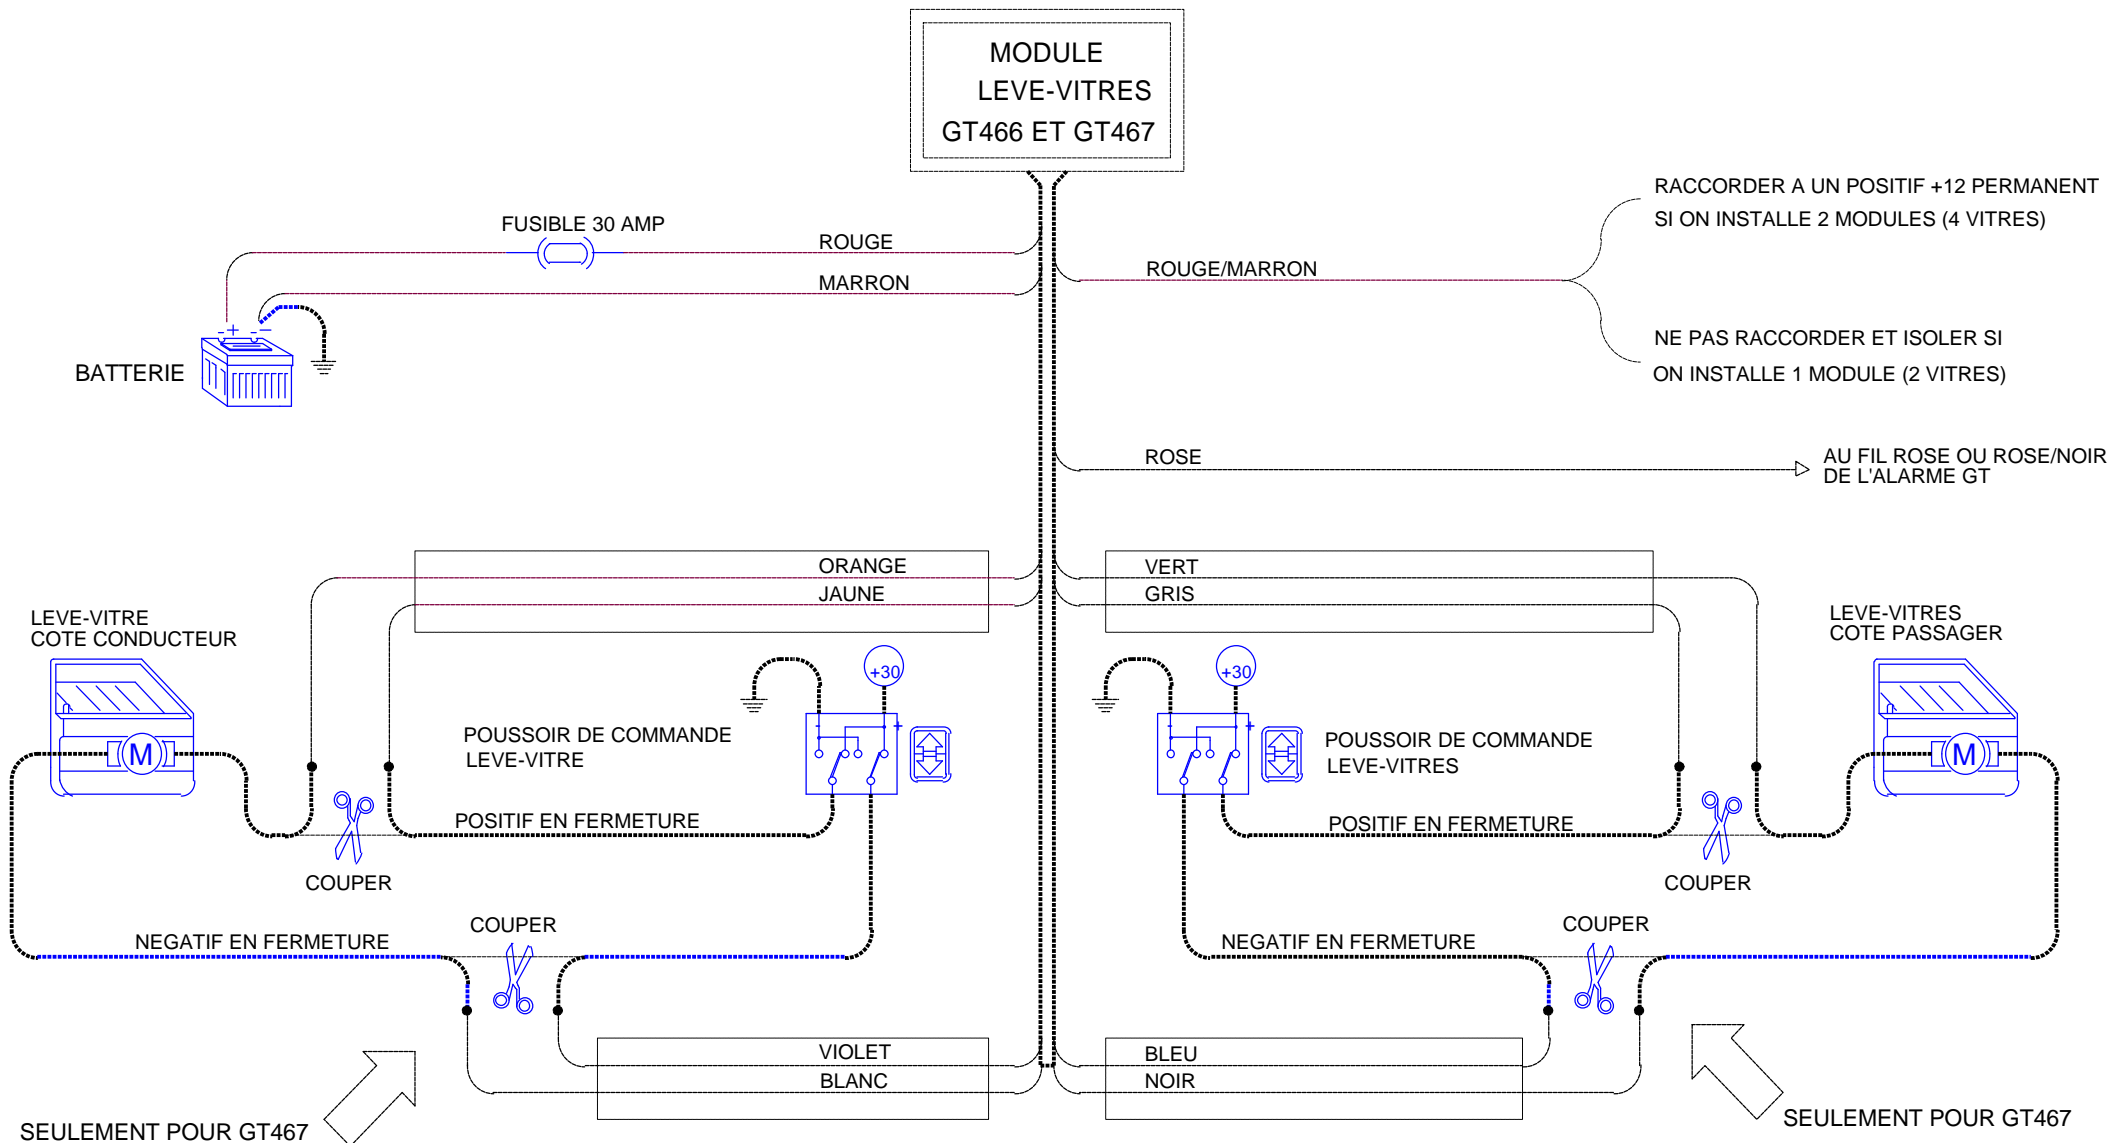 MODULE
LEVE-VITRES
GT466 ET GT467
RACCORDER A UN POSITIF +12 PERMANENT
SI ON INSTALLE 2 MODULES (4 VITRES)
FUSIBLE 30 AMP
ROUGE
ROUGE/MARRON
MARRON
+ -
BATTERIE
NE PAS RACCORDER ET ISOLER SI
ON INSTALLE 1 MODULE (2 VITRES)
ROSE
AU FIL ROSE OU ROSE/NOIR
DE L'ALARME GT
ORANGE
JAUNE
VERT
GRIS
LEVE-VITRE
COTE CONDUCTEUR
M
+30
- +
POUSSOIR DE COMMANDE
LEVE-VITRE
POSITIF EN FERMETURE
COUPER
+30
- +
POUSSOIR DE COMMANDE
LEVE-VITRES
LEVE-VITRES
COTE PASSAGER
M
POSITIF EN FERMETURE
COUPER
COUPER
NEGATIF EN FERMETURE
COUPER
NEGATIF EN FERMETURE
VIOLET
BLANC
BLEU
NOIR
SEULEMENT POUR GT467
SEULEMENT POUR GT467